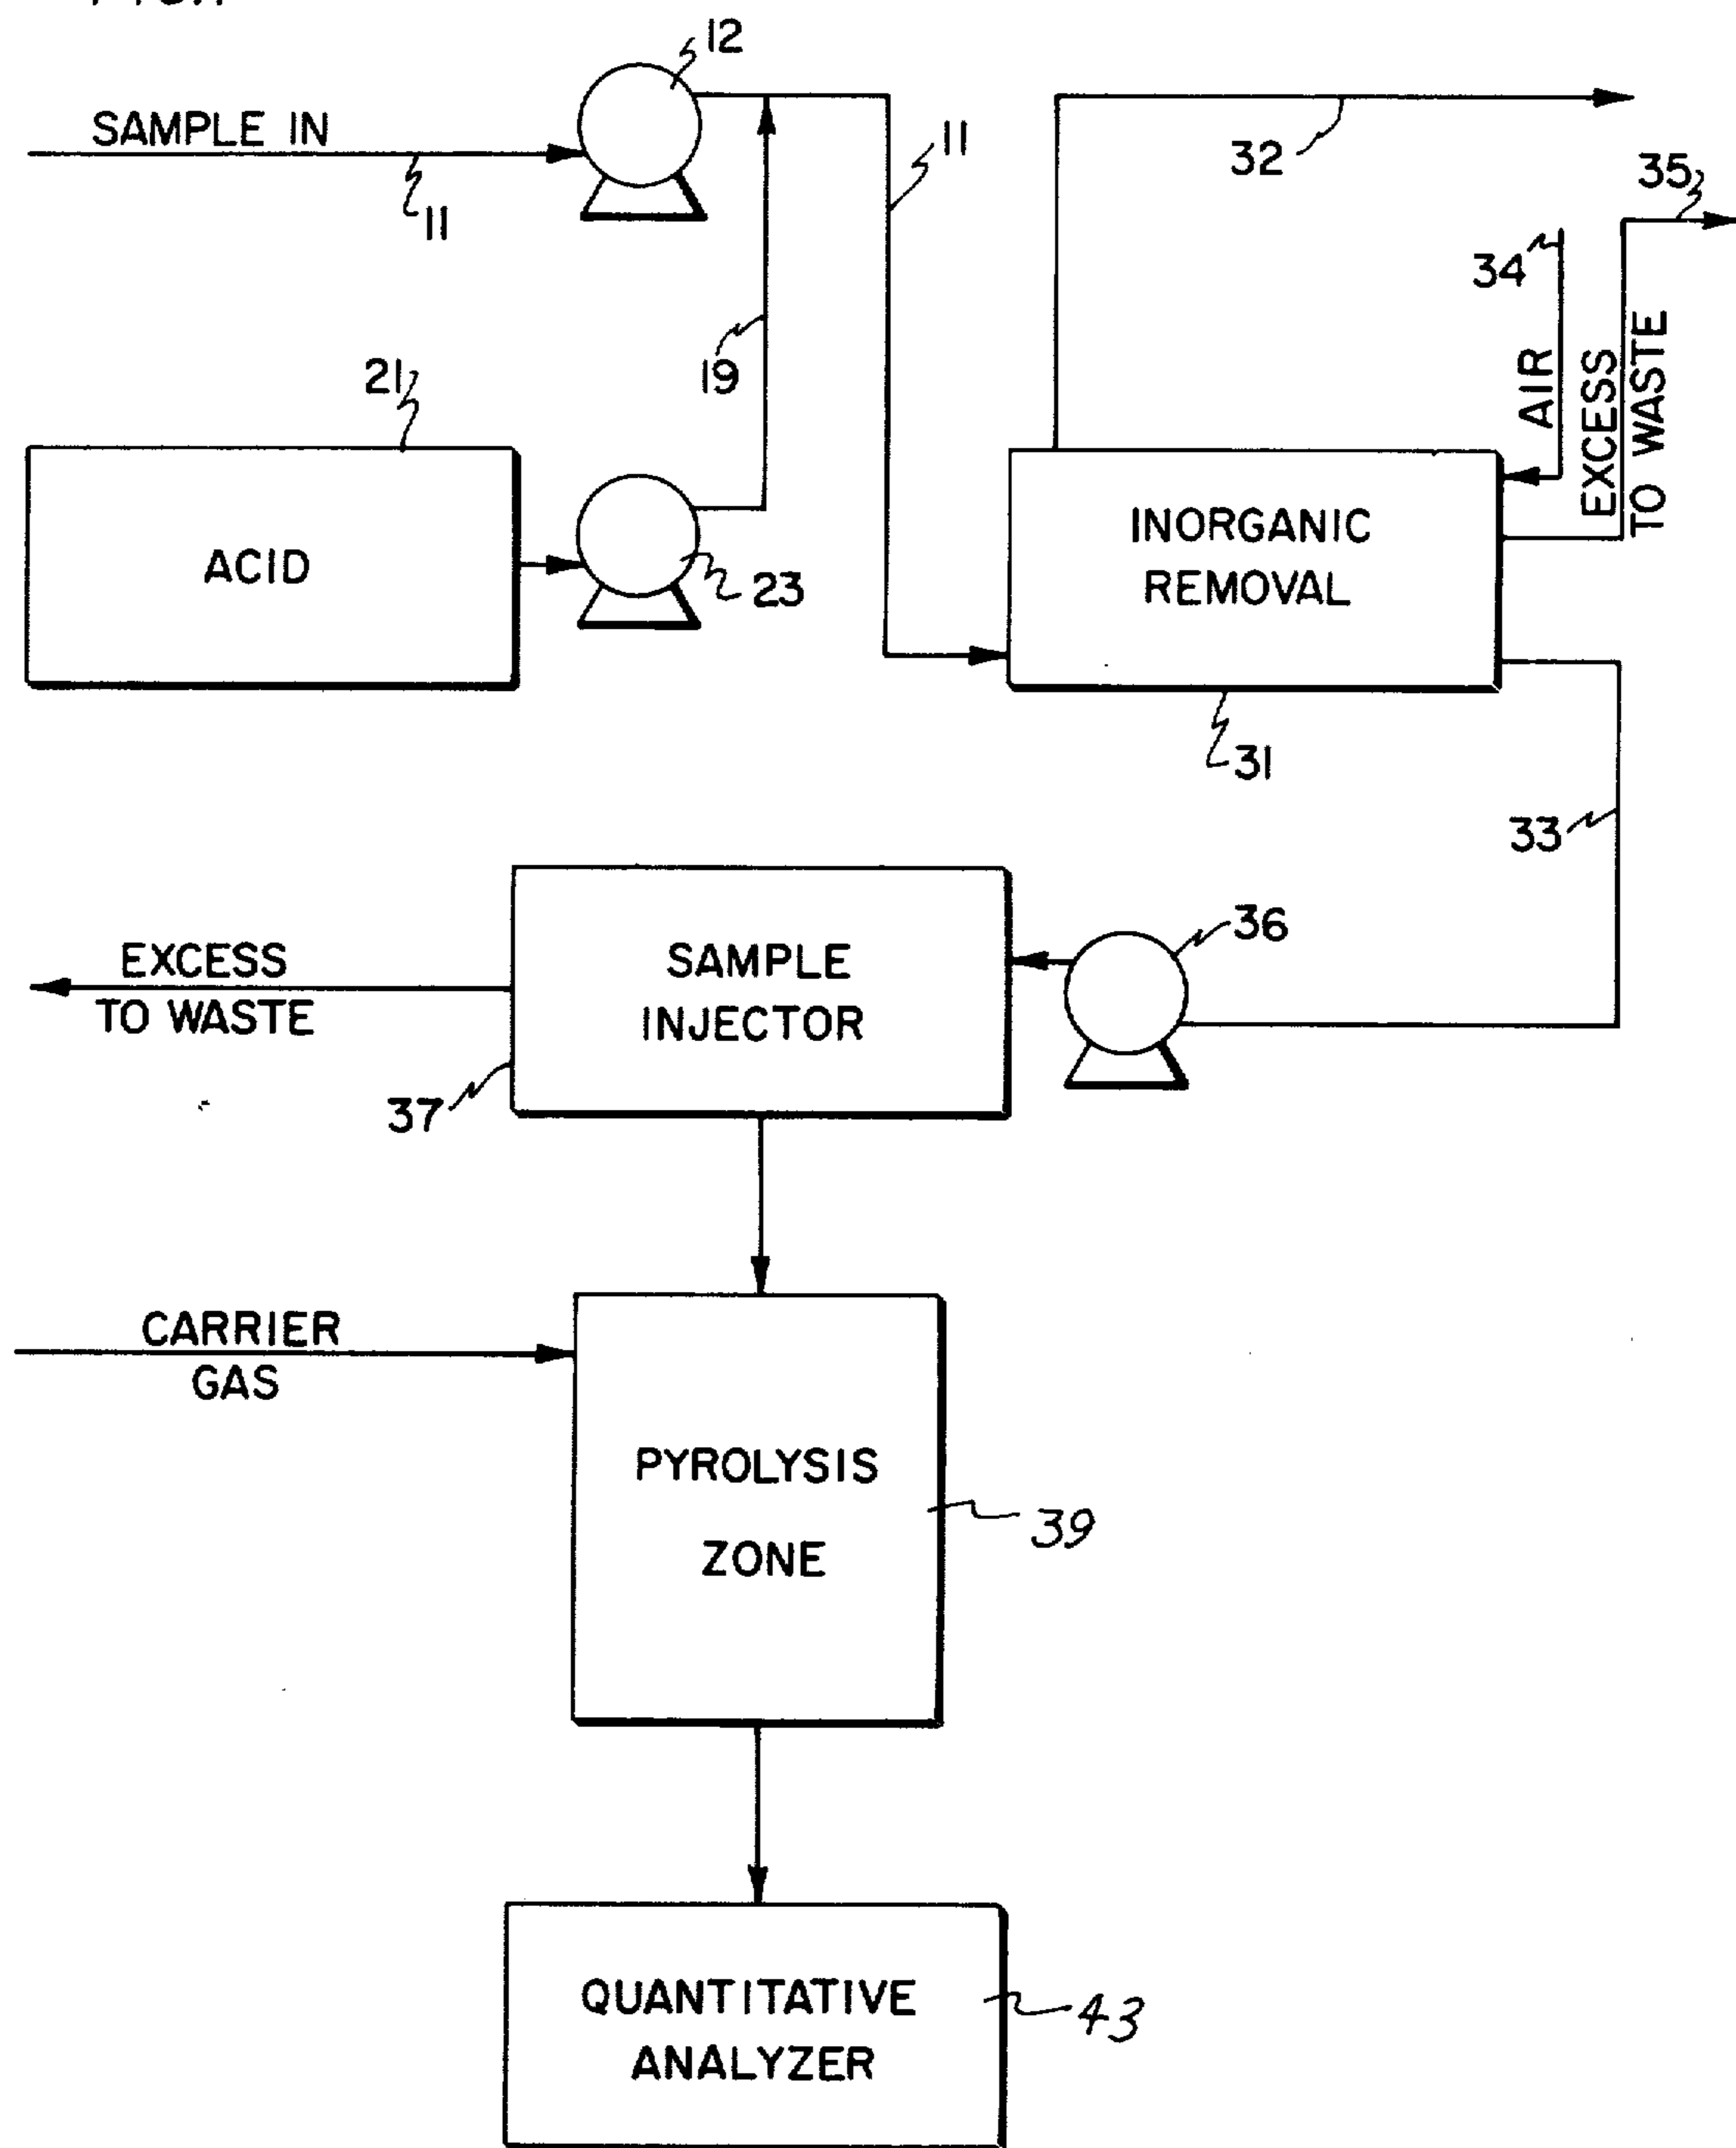 12
SAMPLE IN
11
11
32
35
34
19
21
AIR
EXCESS
TO WASTE
ACID
23
INORGANIC
REMOVAL
31
33
36
SAMPLE
INJECTOR
EXCESS
TO WASTE
37
CARRIER
GAS
PYROLYSIS
ZONE
39
QUANTITATIVE
ANALYZER
43